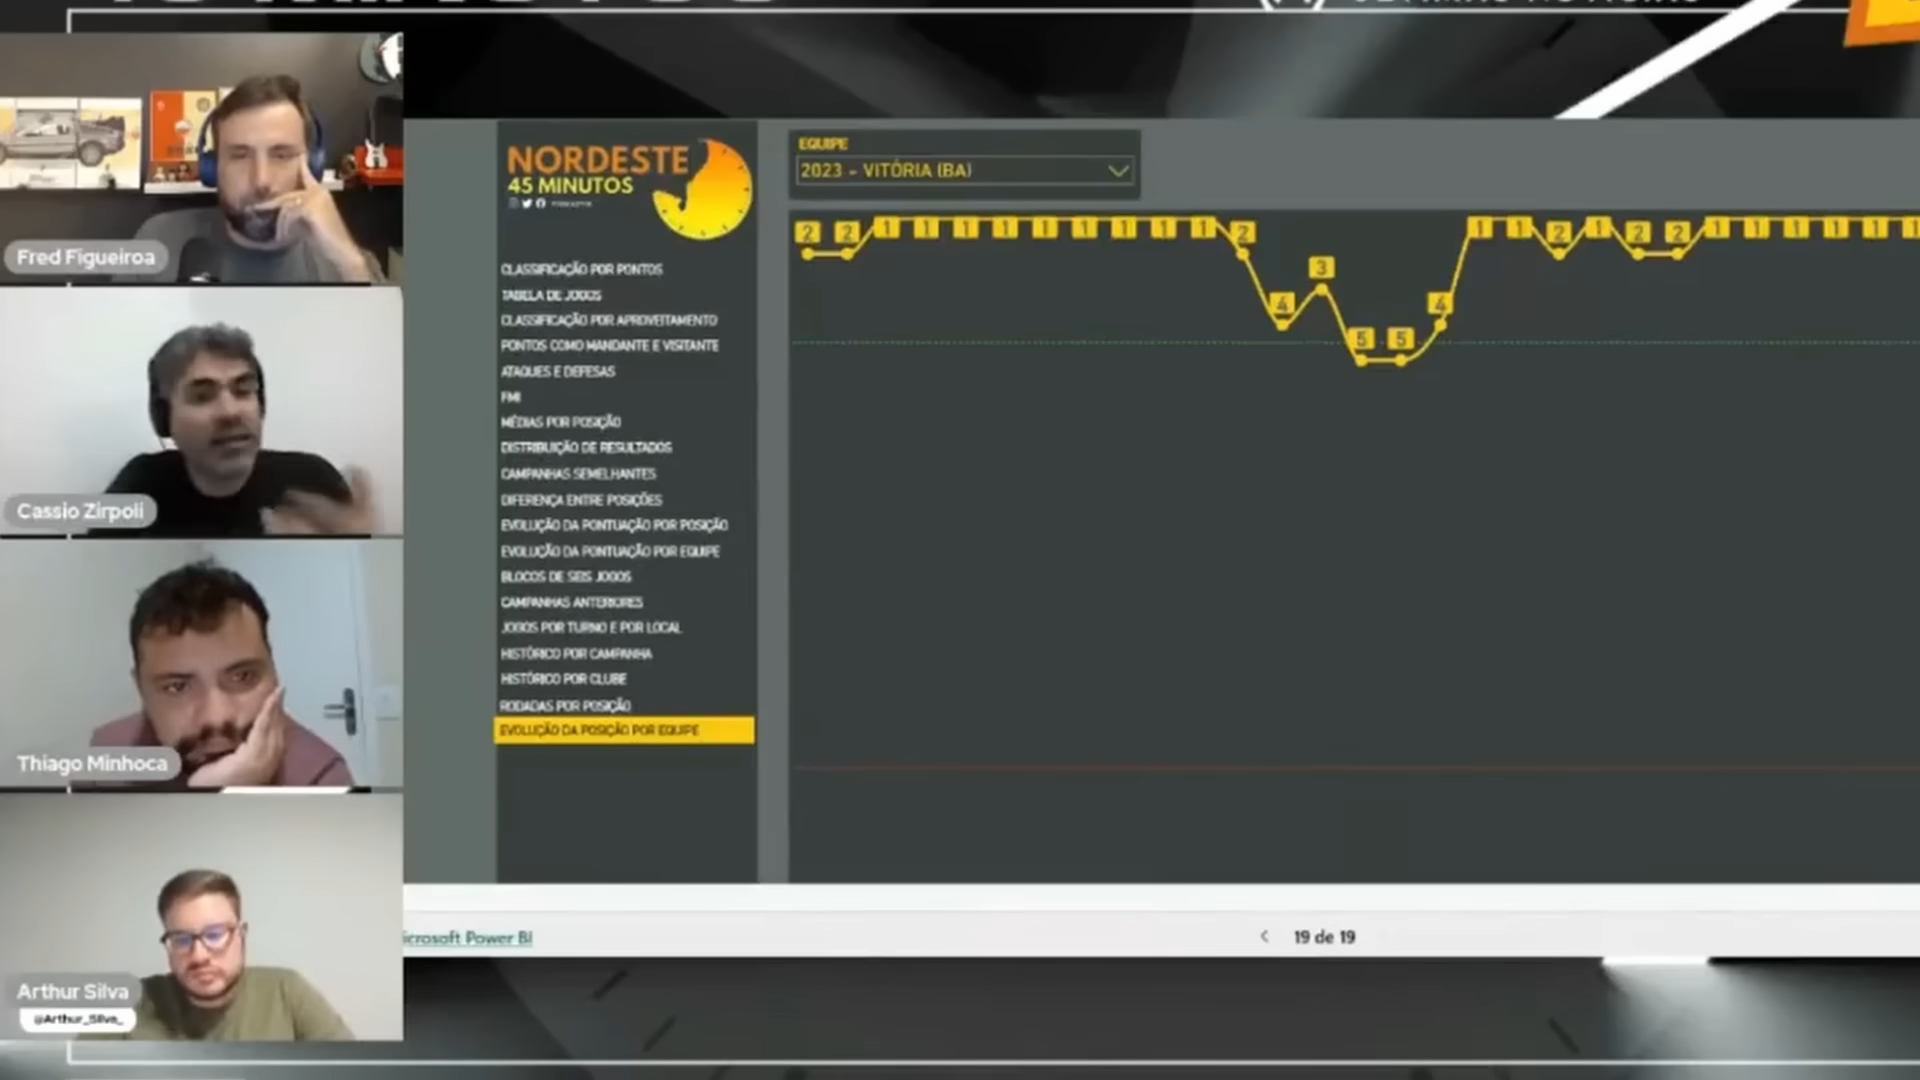 ÚLTIMAS NOTÍCIAS
Fred Figueiroa
Cassio Zirpoli
Thiago Minhoca
Arthur Silva
@Arthur_Silva_
NORDESTE
45 MINUTOS
CLASSIFICAÇÃO POR PONTOS
TABELA DE JOGOS
CLASSIFICAÇÃO POR APROVEITAMENTO
PONTOS COMO MANDANTE E VISITANTE
ATAQUES E DEFESAS
FMI
MÉDIAS POR POSIÇÃO
DISTRIBUIÇÃO DE RESULTADOS
CAMPANHAS SEMELHANTES
DIFERENÇA ENTRE POSIÇÕES
EVOLUÇÃO DA PONTUAÇÃO POR POSIÇÃO
EVOLUÇÃO DA PONTUAÇÃO POR EQUIPE
BLOCOS DE SEIS JOGOS
CAMPANHAS ANTERIORES
JOGOS POR TURNO E POR LOCAL
HISTÓRICO POR CAMPANHA
HISTÓRICO POR CLUBE
RODADAS POR POSIÇÃO
EVOLUÇÃO DA POSIÇÃO POR EQUIPE
EQUIPE
2023 - VITÓRIA (BA)
2 2 1 1 1 1 1 1 1 1 1 2 4 3 5 5 4 1 1 2 1 2 2 1 1 1 1 1 1
icrosoft Power BI
19 de 19